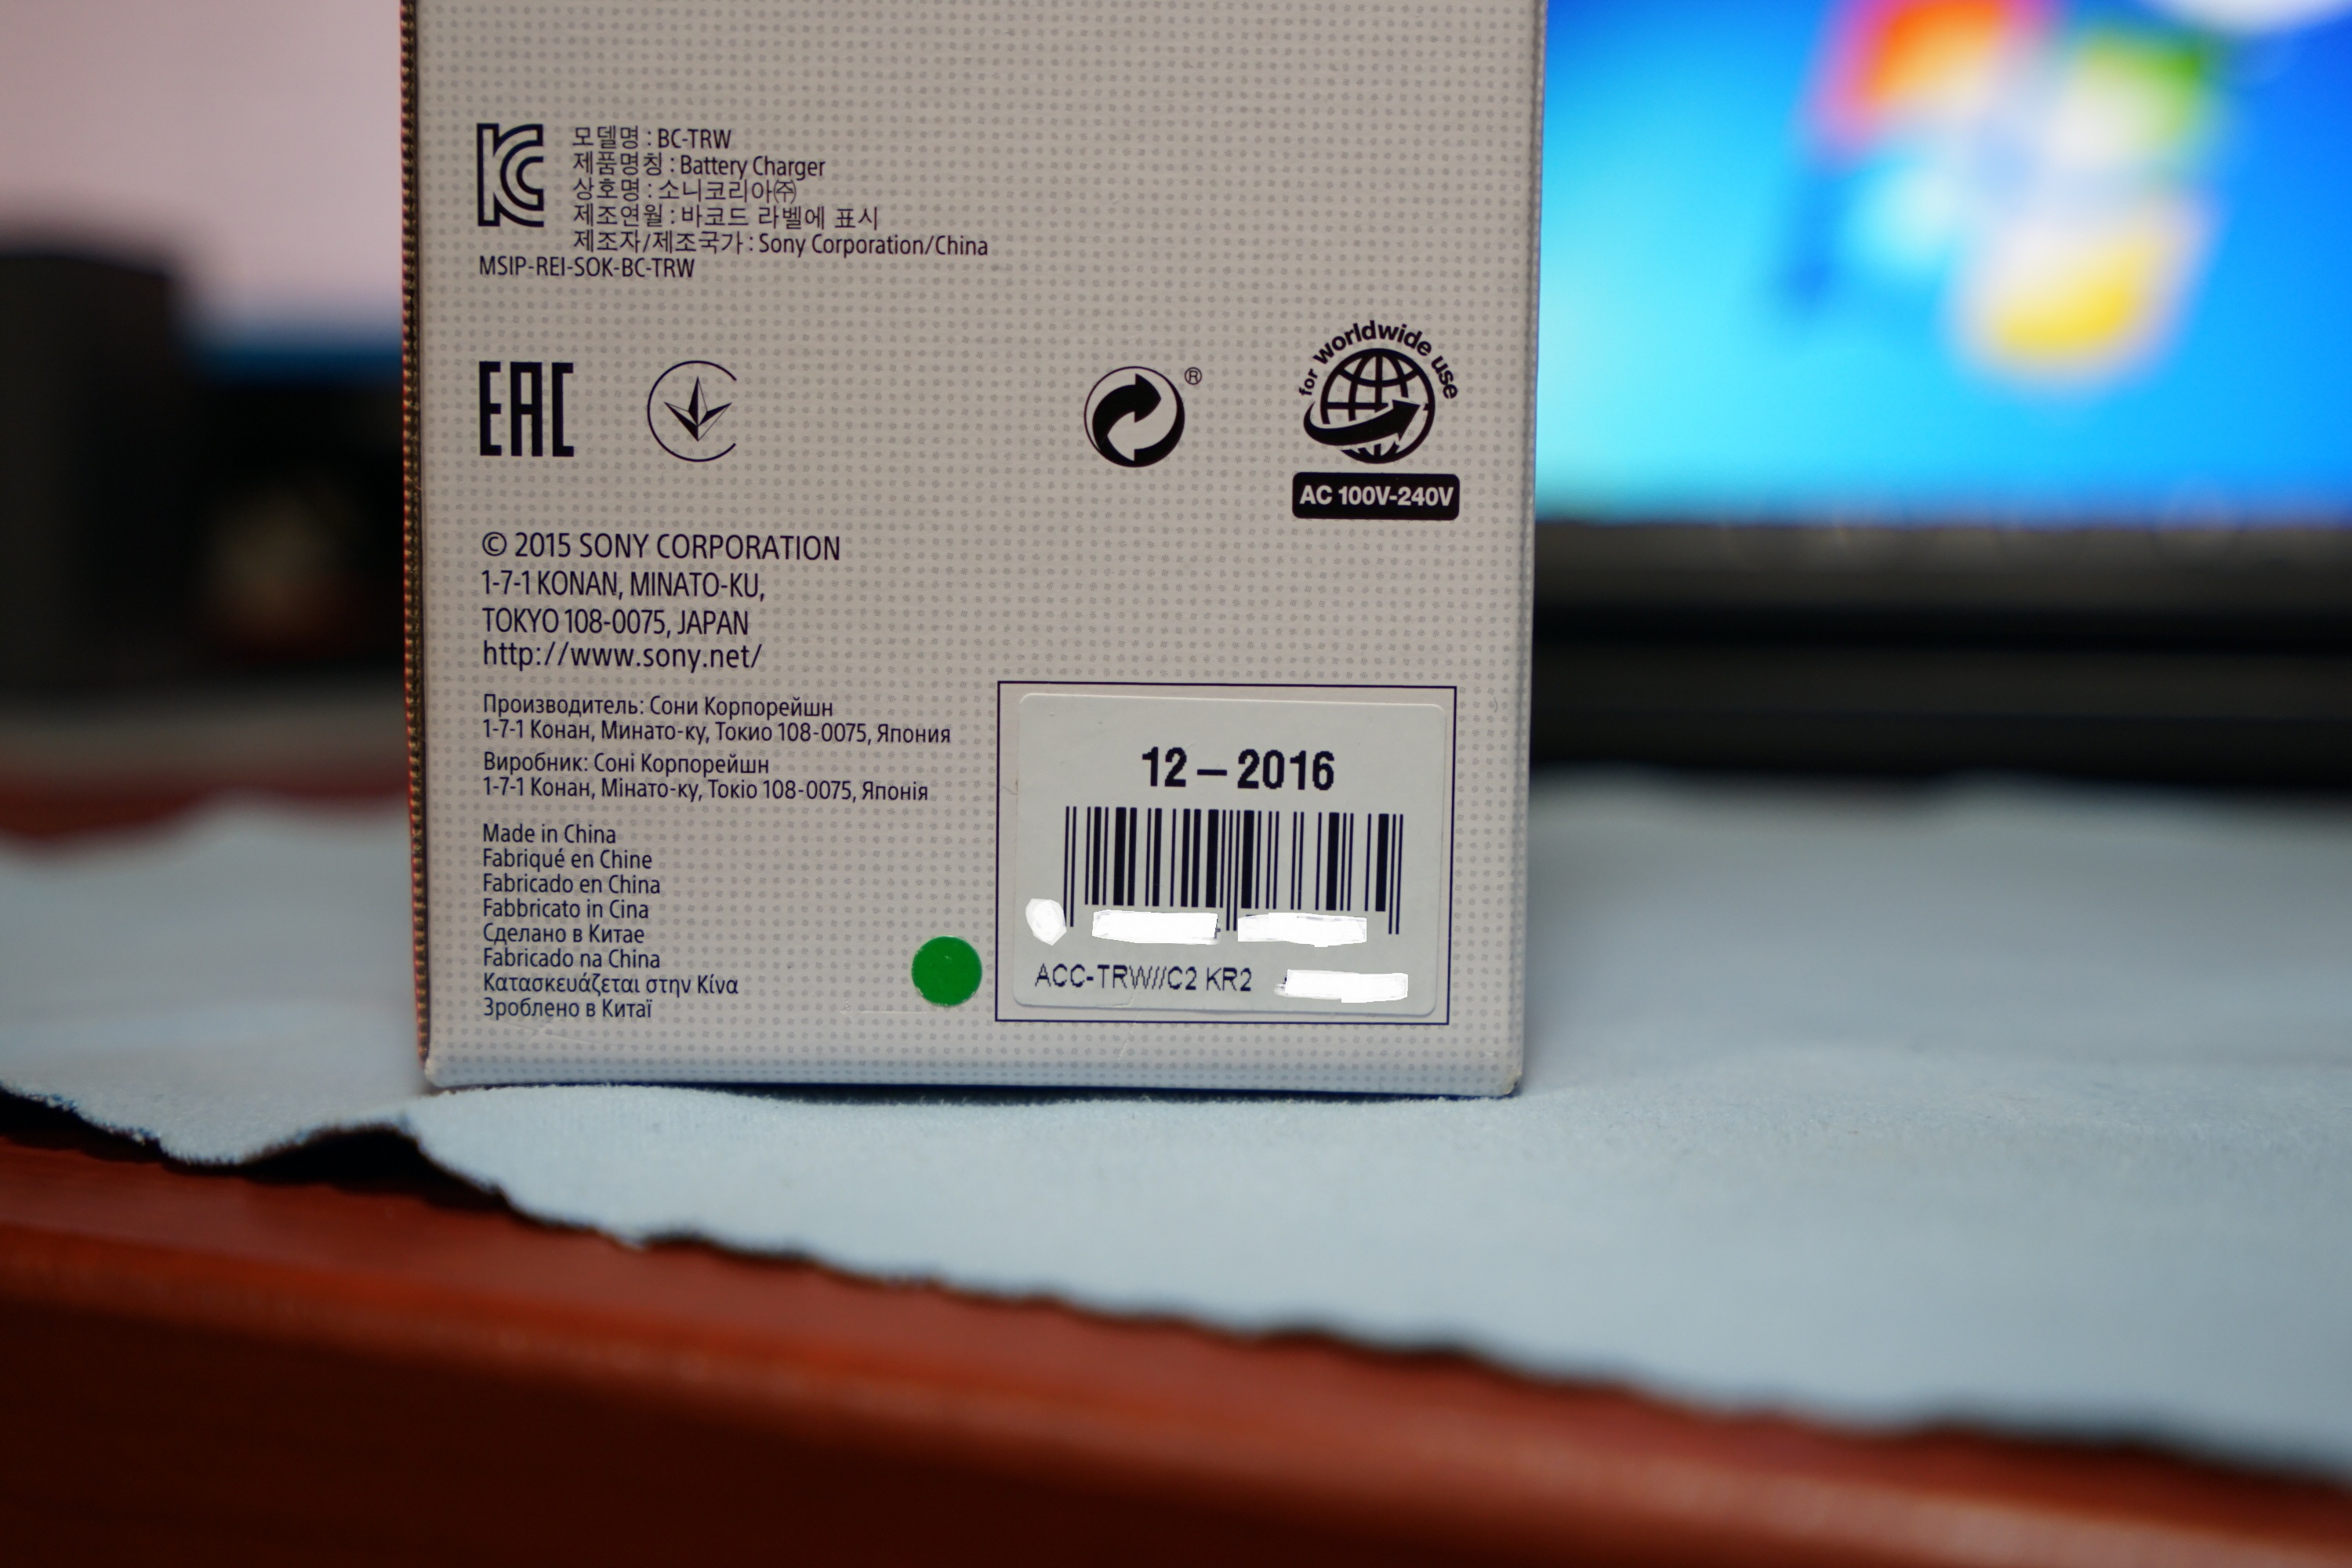 모델명 : BC-TRW
제품명칭 : Battery Charger
상호명 : 소니코리아㈜
제조연월 : 바코드 라벨에 표시
제조자/제조국가 : Sony Corporation/China
MSIP-REI-SOK-BC-TRW
EAC
®
for worldwide use
AC 100V-240V
© 2015 SONY CORPORATION
1-7-1 KONAN, MINATO-KU,
TOKYO 108-0075, JAPAN
http://www.sony.net/
Производитель: Сони Корпорейшн
1-7-1 Конан, Минато-ку, Токио 108-0075, Япония
Виробник: Соні Корпорейшн
1-7-1 Конан, Мінато-ку, Токіо 108-0075, Японія
Made in China
Fabriqué en Chine
Fabricado en China
Fabbricato in Cina
Сделано в Китае
Fabricado na China
Κατασκευάζεται στην Κίνα
Зроблено в Китаї
12 – 2016
ACC-TRW//C2 KR2